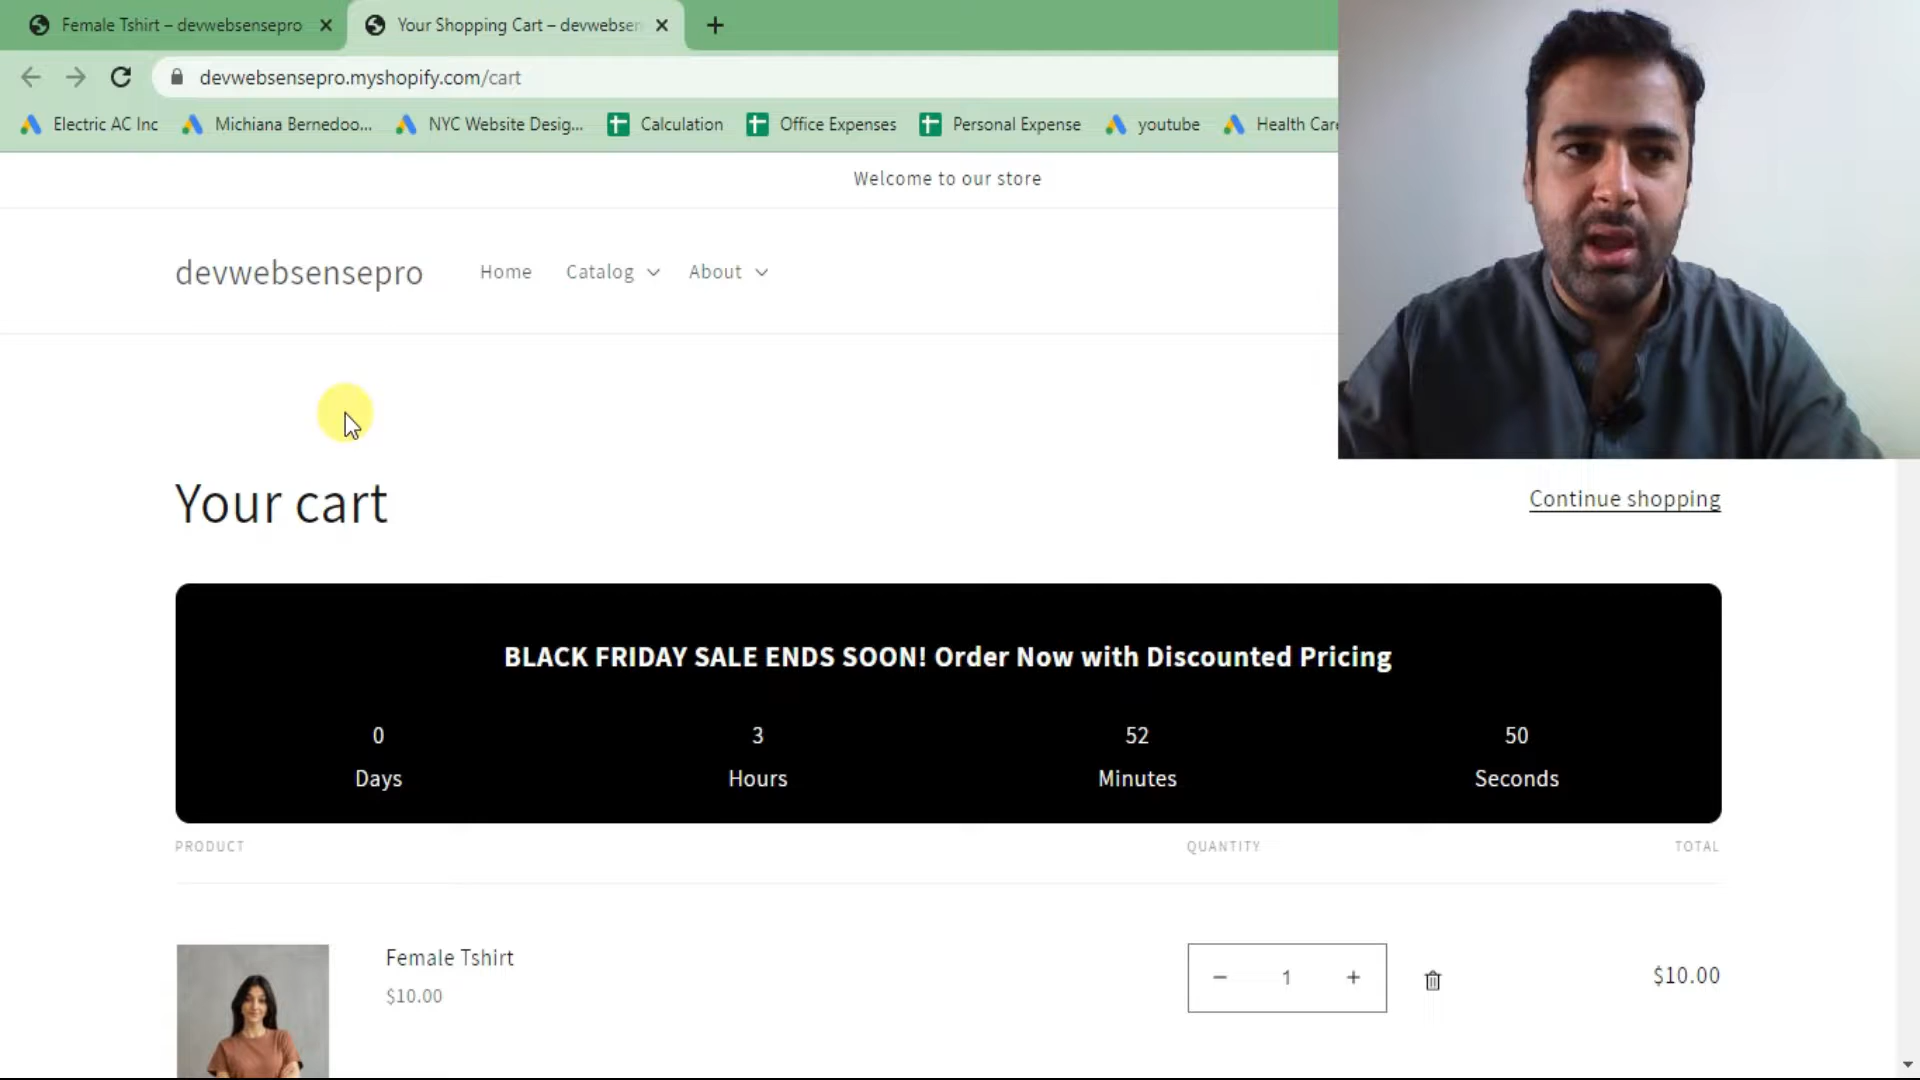 Female Tshirt – devwebsensepro
Your Shopping Cart – devwebsen
devwebsensepro.myshopify.com/cart
Electric AC Inc
Michiana Bernedoo...
NYC Website Desig...
Calculation
Office Expenses
Personal Expense
youtube
Health Care
Welcome to our store
devwebsensepro
Home
Catalog
About
Your cart
Continue shopping
BLACK FRIDAY SALE ENDS SOON! Order Now with Discounted Pricing
0 3 52 50
Days Hours Minutes Seconds
PRODUCT QUANTITY TOTAL
Female Tshirt
$10.00
− 1 +
$10.00